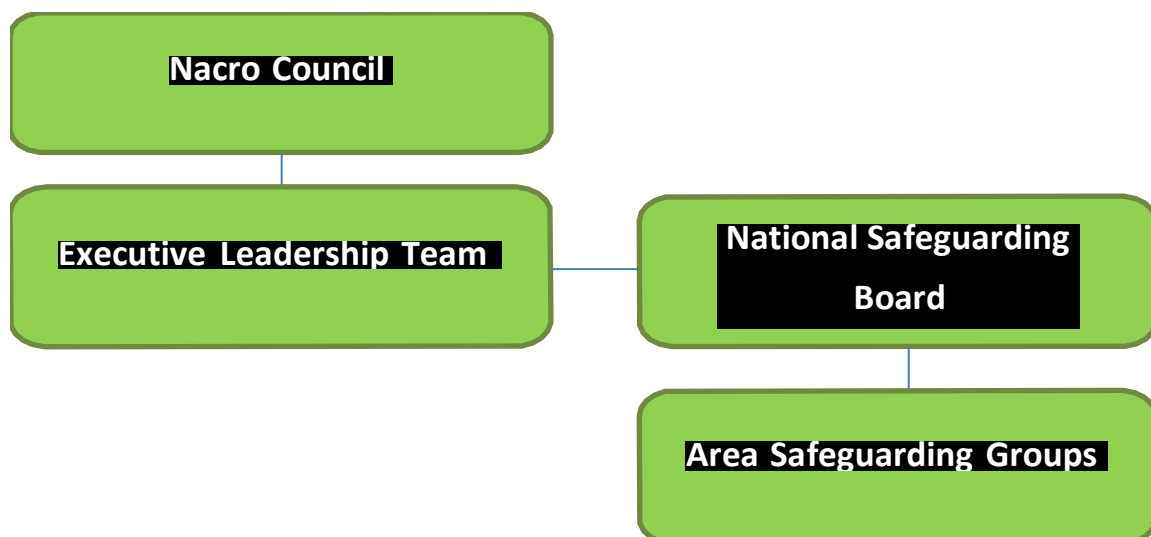 Nacro Council
Executive Leadership Team
National Safeguarding
Board
Area Safeguarding Groups